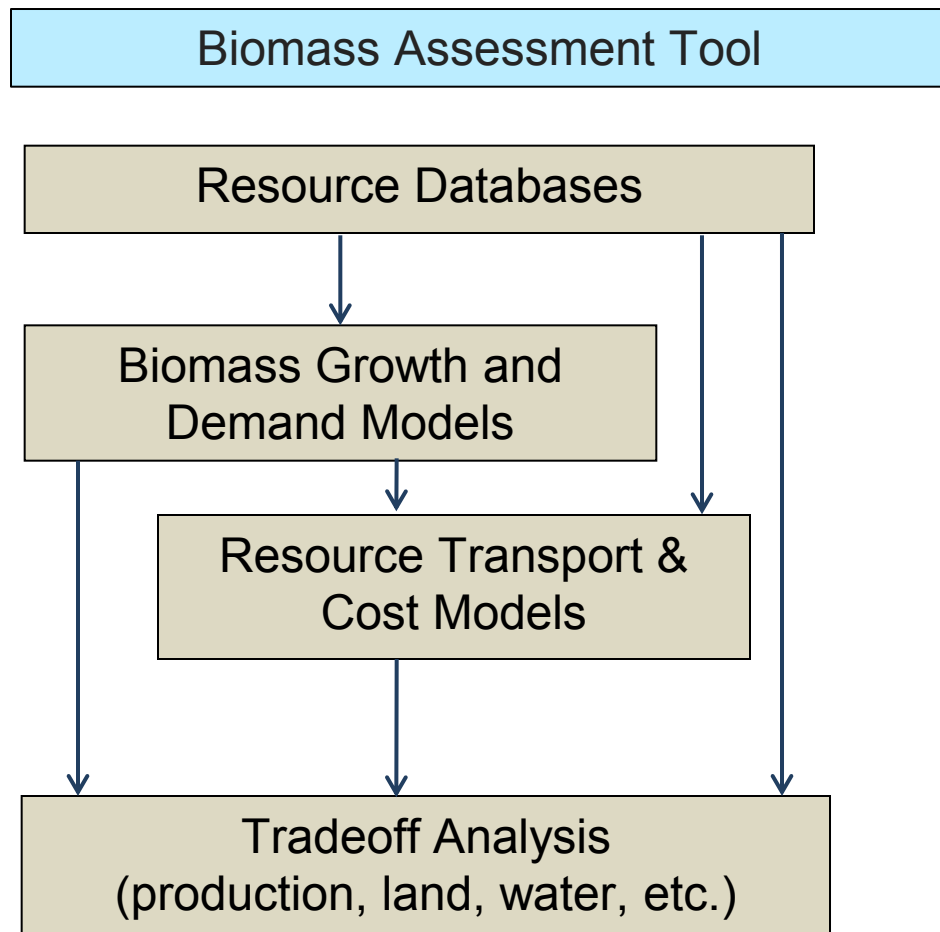 Biomass Assessment Tool
Resource Databases
Biomass Growth and
Demand Models
Resource Transport &
Cost Models
Tradeoff Analysis
(production, land, water, etc.)